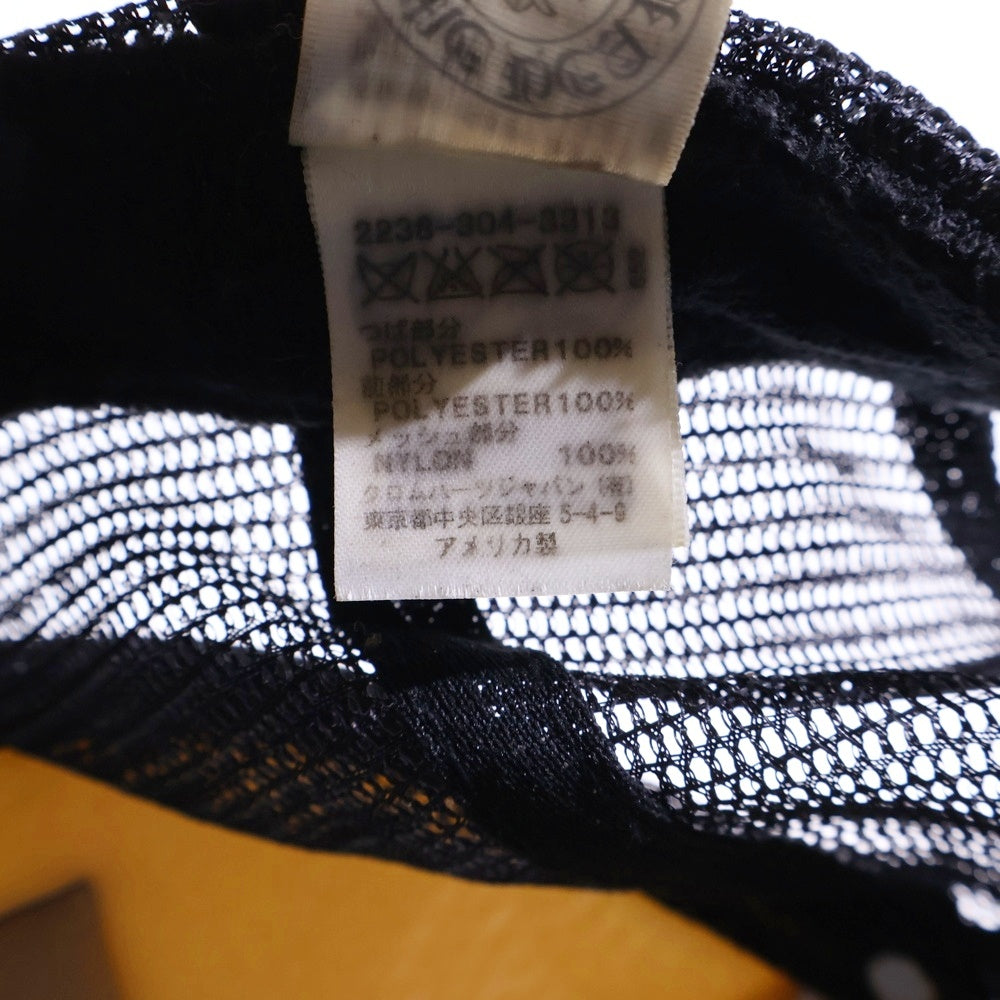 2236-304-3313
つば部分
POLYESTER100%
前部分
POLYESTER100%
メッシュ部分
NYLON 100%
クロムハーツジャパン(有)
東京都中央区銀座 5-4-9
アメリカ製